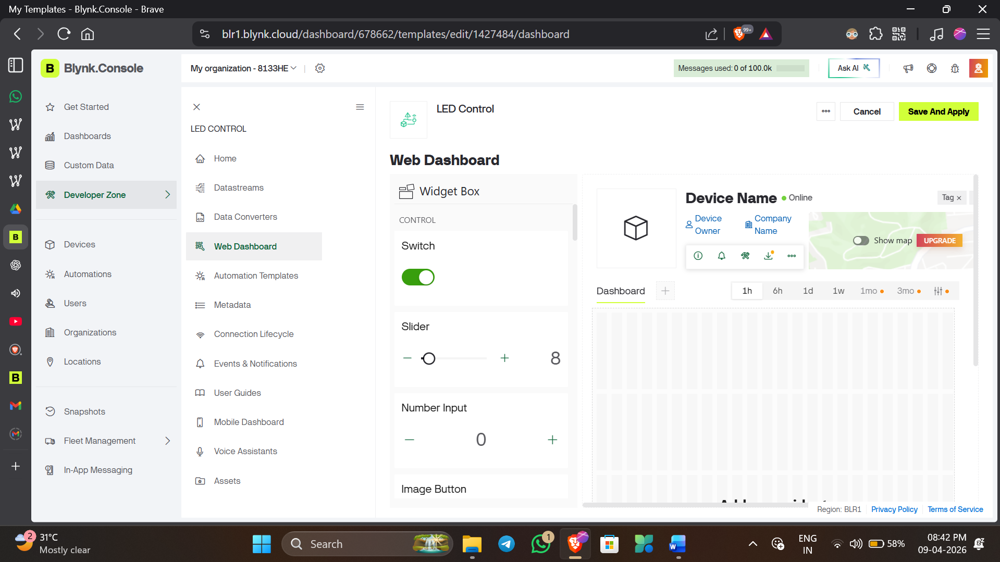 My Templates - Blynk.Console - Brave
blr1.blynk.cloud/dashboard/678662/templates/edit/1427484/dashboard
99+
B Blynk.Console
My organization - 8133HE
Messages used: 0 of 100.0k
Ask AI
Get Started
Dashboards
Custom Data
Developer Zone
Devices
Automations
Users
Organizations
Locations
Snapshots
Fleet Management
In-App Messaging
LED CONTROL
Home
Datastreams
Data Converters
Web Dashboard
Automation Templates
Metadata
Connection Lifecycle
Events & Notifications
User Guides
Mobile Dashboard
Voice Assistants
Assets
LED Control
Cancel
Save And Apply
Web Dashboard
Widget Box
CONTROL
Switch
Slider
8
Number Input
0
Image Button
Device Name Online
Tag ×
Device Owner
Company Name
Show map UPGRADE
Dashboard
1h 6h 1d 1w 1mo 3mo
Region: BLR1 Privacy Policy Terms of Service
B
B
2
31°C
Mostly clear
Search
1
ENG
IN
58%
08:42 PM
09-04-2026